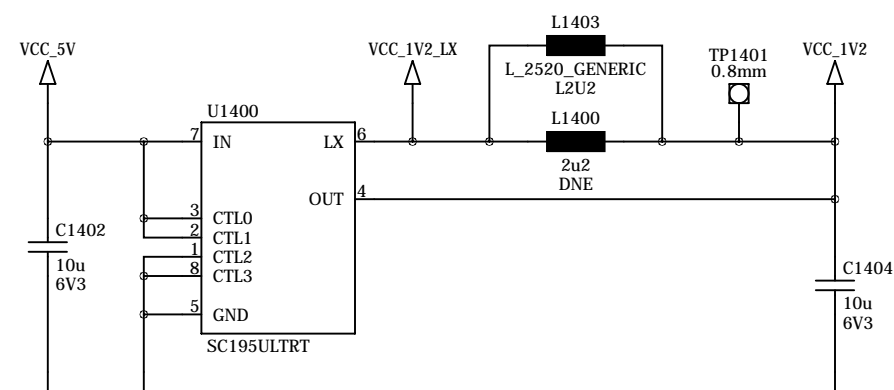 L1403
VCC_5V
VCC_1V2_LX
TP1401
0.8mm
VCC_1V2
L_2520_GENERIC
L2U2
U1400
L1400
7
IN
LX
6
2u2
DNE
OUT
4
3
CTL0
2
CTL1
1
CTL2
8
CTL3
5
GND
C1402
10u
6V3
C1404
10u
6V3
SC195ULTRT